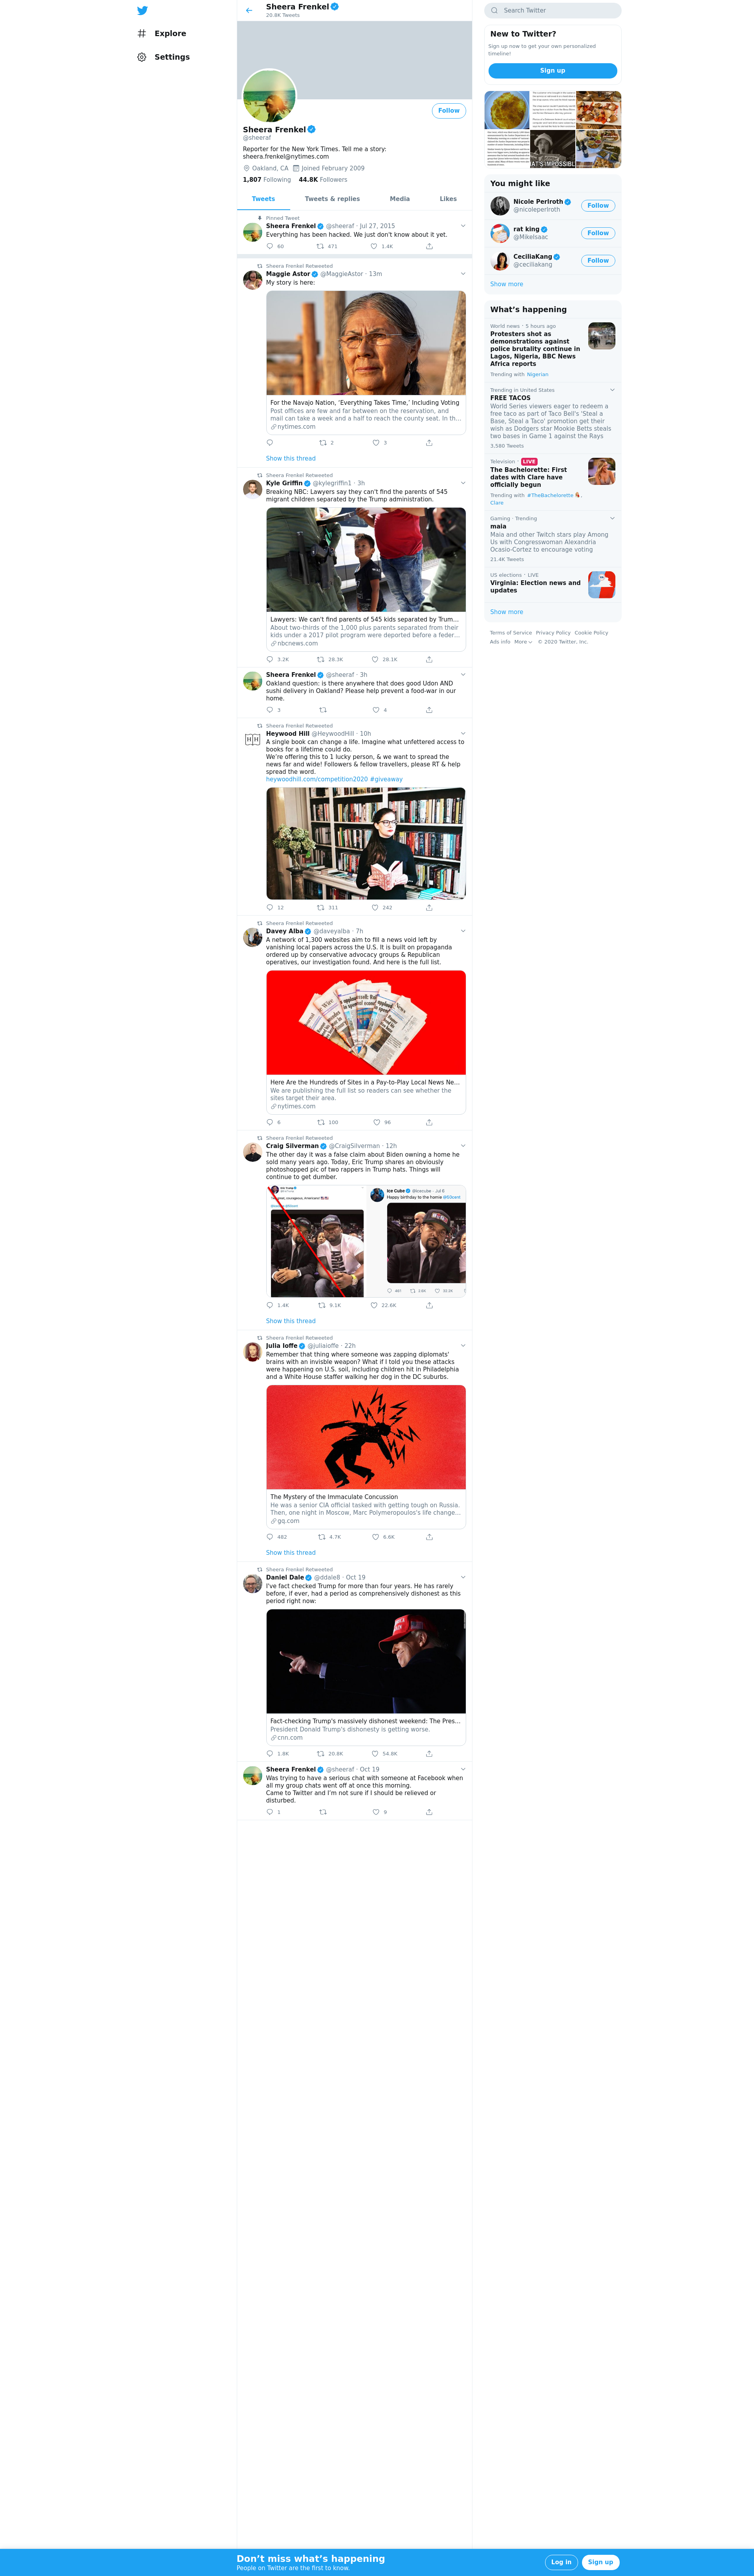 Explore
Settings
Sheera Frenkel
20.8K Tweets
Follow
Sheera Frenkel
@sheeraf
Reporter for the New York Times. Tell me a story:
sheera.frenkel@nytimes.com
Oakland, CA Joined February 2009
1,807 Following 44.8K Followers
Tweets Tweets & replies Media Likes
Pinned Tweet
Sheera Frenkel @sheeraf · Jul 27, 2015
Everything has been hacked. We just don't know about it yet.
60 471 1.4K
Sheera Frenkel Retweeted
Maggie Astor @MaggieAstor · 13m
My story is here:
For the Navajo Nation, 'Everything Takes Time,' Including Voting
Post offices are few and far between on the reservation, and
mail can take a week and a half to reach the county seat. In th...
nytimes.com
2 3
Show this thread
Sheera Frenkel Retweeted
Kyle Griffin @kylegriffin1 · 3h
Breaking NBC: Lawyers say they can't find the parents of 545
migrant children separated by the Trump administration.
Lawyers: We can't find parents of 545 kids separated by Trum...
About two-thirds of the 1,000 plus parents separated from their
kids under a 2017 pilot program were deported before a feder...
nbcnews.com
3.2K 28.3K 28.1K
Sheera Frenkel @sheeraf · 3h
Oakland question: is there anywhere that does good Udon AND
sushi delivery in Oakland? Please help prevent a food-war in our
home.
3 4
Sheera Frenkel Retweeted
H H
Heywood Hill @HeywoodHill · 10h
A single book can change a life. Imagine what unfettered access to
books for a lifetime could do.
We're offering this to 1 lucky person, & we want to spread the
news far and wide! Followers & fellow travellers, please RT & help
spread the word.
heywoodhill.com/competition2020 #giveaway
12 311 242
Sheera Frenkel Retweeted
Davey Alba @daveyalba · 7h
A network of 1,300 websites aim to fill a news void left by
vanishing local papers across the U.S. It is built on propaganda
ordered up by conservative advocacy groups & Republican
operatives, our investigation found. And here is the full list.
Here Are the Hundreds of Sites in a Pay-to-Play Local News Ne...
We are publishing the full list so readers can see whether the
sites target their area.
nytimes.com
6 100 96
Sheera Frenkel Retweeted
Craig Silverman @CraigSilverman · 12h
The other day it was a false claim about Biden owning a home he
sold many years ago. Today, Eric Trump shares an obviously
photoshopped pic of two rappers in Trump hats. Things will
continue to get dumber.
Ice Cube @icecube · Jul 6
Happy birthday to the homie @50cent
1.4K 9.1K 22.6K
Show this thread
Sheera Frenkel Retweeted
Julia Ioffe @juliaioffe · 22h
Remember that thing where someone was zapping diplomats'
brains with an invisble weapon? What if I told you these attacks
were happening on U.S. soil, including children hit in Philadelphia
and a White House staffer walking her dog in the DC suburbs.
The Mystery of the Immaculate Concussion
He was a senior CIA official tasked with getting tough on Russia.
Then, one night in Moscow, Marc Polymeropoulos's life change...
gq.com
482 4.7K 6.6K
Show this thread
Sheera Frenkel Retweeted
Daniel Dale @ddale8 · Oct 19
I've fact checked Trump for more than four years. He has rarely
before, if ever, had a period as comprehensively dishonest as this
period right now:
Fact-checking Trump's massively dishonest weekend: The Pres...
President Donald Trump's dishonesty is getting worse.
cnn.com
1.8K 20.8K 54.8K
Sheera Frenkel @sheeraf · Oct 19
Was trying to have a serious chat with someone at Facebook when
all my group chats went off at once this morning.
Came to Twitter and I'm not sure if I should be relieved or
disturbed.
1 9
Search Twitter
New to Twitter?
Sign up now to get your own personalized
timeline!
Sign up
AT'S IMPOSSIBL
You might like
Nicole Perlroth
@nicoleperlroth
Follow
rat king
@MikeIsaac
Follow
CeciliaKang
@ceciliakang
Follow
Show more
What's happening
World news · 5 hours ago
Protesters shot as
demonstrations against
police brutality continue in
Lagos, Nigeria, BBC News
Africa reports
Trending with Nigerian
Trending in United States
FREE TACOS
World Series viewers eager to redeem a
free taco as part of Taco Bell's 'Steal a
Base, Steal a Taco' promotion get their
wish as Dodgers star Mookie Betts steals
two bases in Game 1 against the Rays
3,580 Tweets
Television · LIVE
The Bachelorette: First
dates with Clare have
officially begun
Trending with #TheBachelorette,
Clare
Gaming · Trending
maia
Maia and other Twitch stars play Among
Us with Congresswoman Alexandria
Ocasio-Cortez to encourage voting
21.4K Tweets
US elections · LIVE
Virginia: Election news and
updates
Show more
Terms of Service Privacy Policy Cookie Policy
Ads info More © 2020 Twitter, Inc.
Don't miss what's happening
People on Twitter are the first to know.
Log in
Sign up